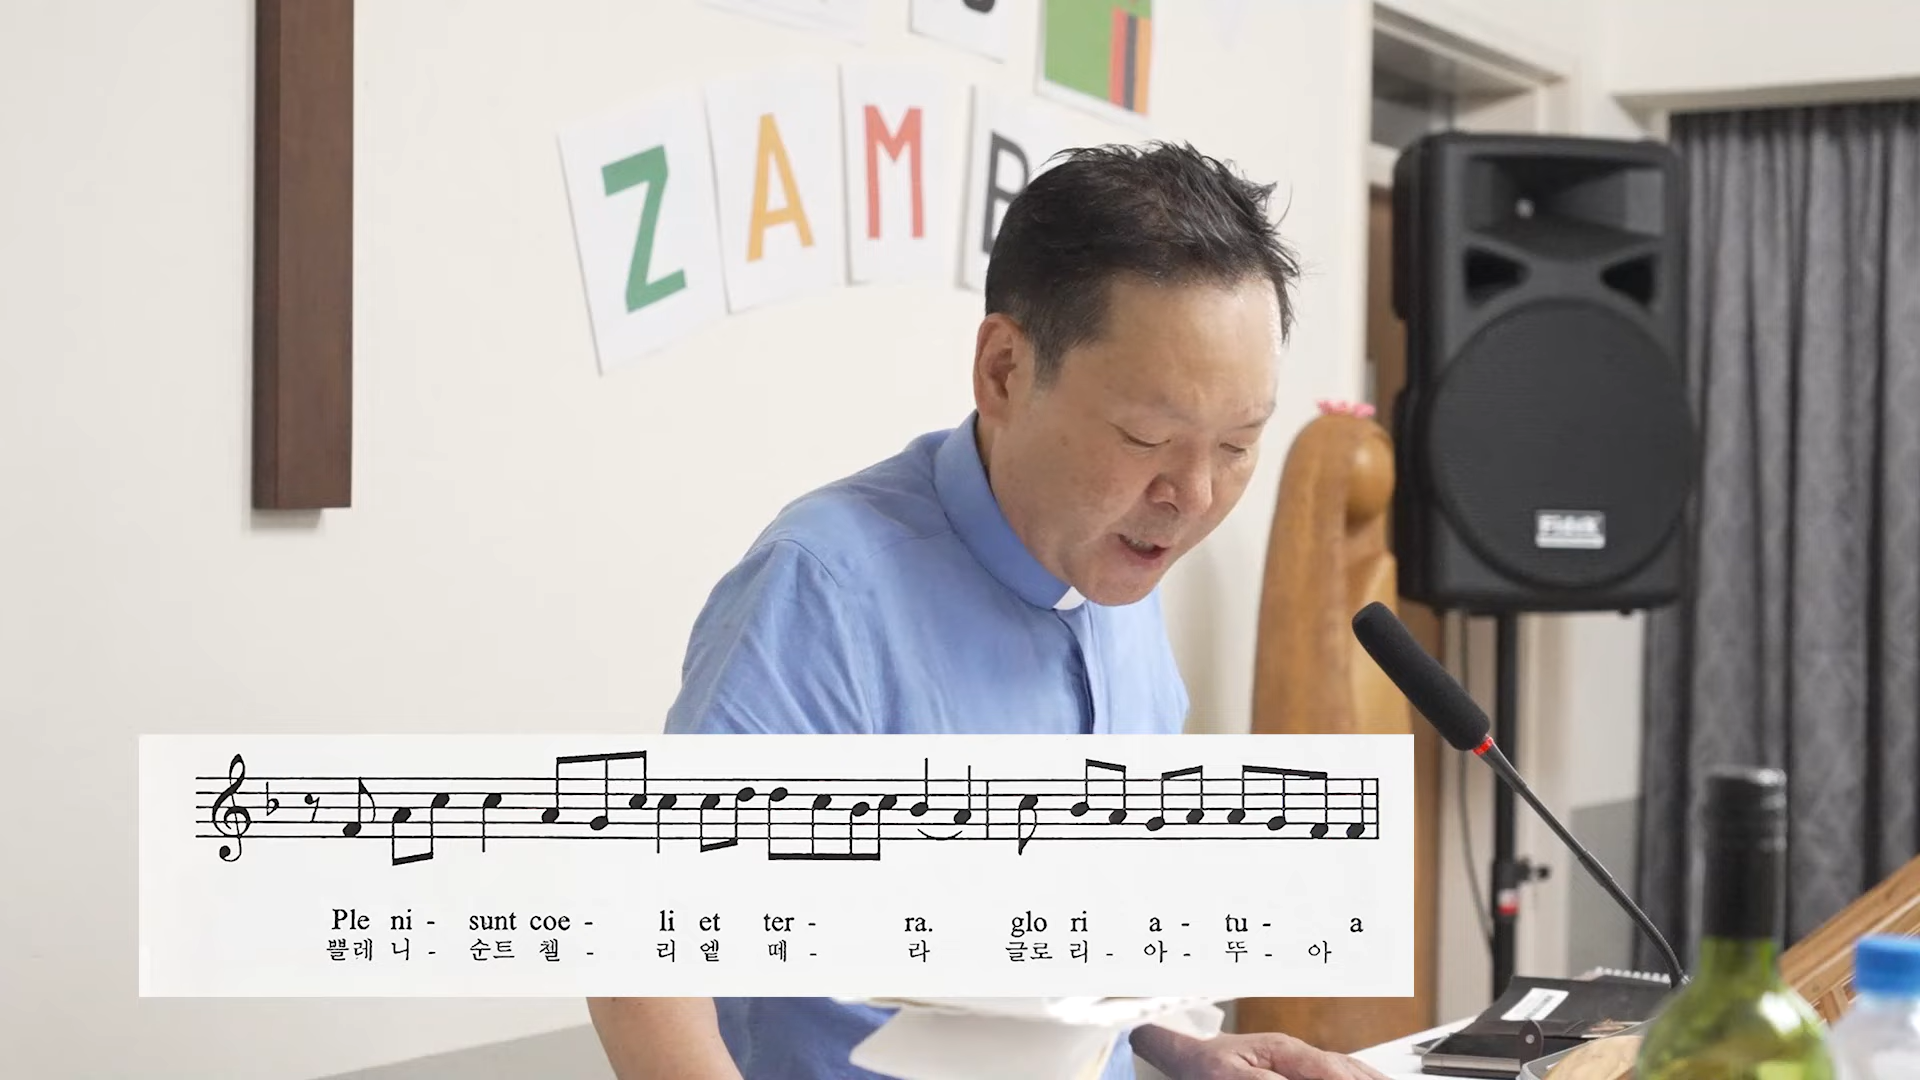 ZAMB
Ple ni - sunt coe - li et ter - ra. glo ri a - tu - a
쁠레 니 - 순트 첼 - 리 엩 떼 - 라 글로 리 - 아 - 뚜 - 아